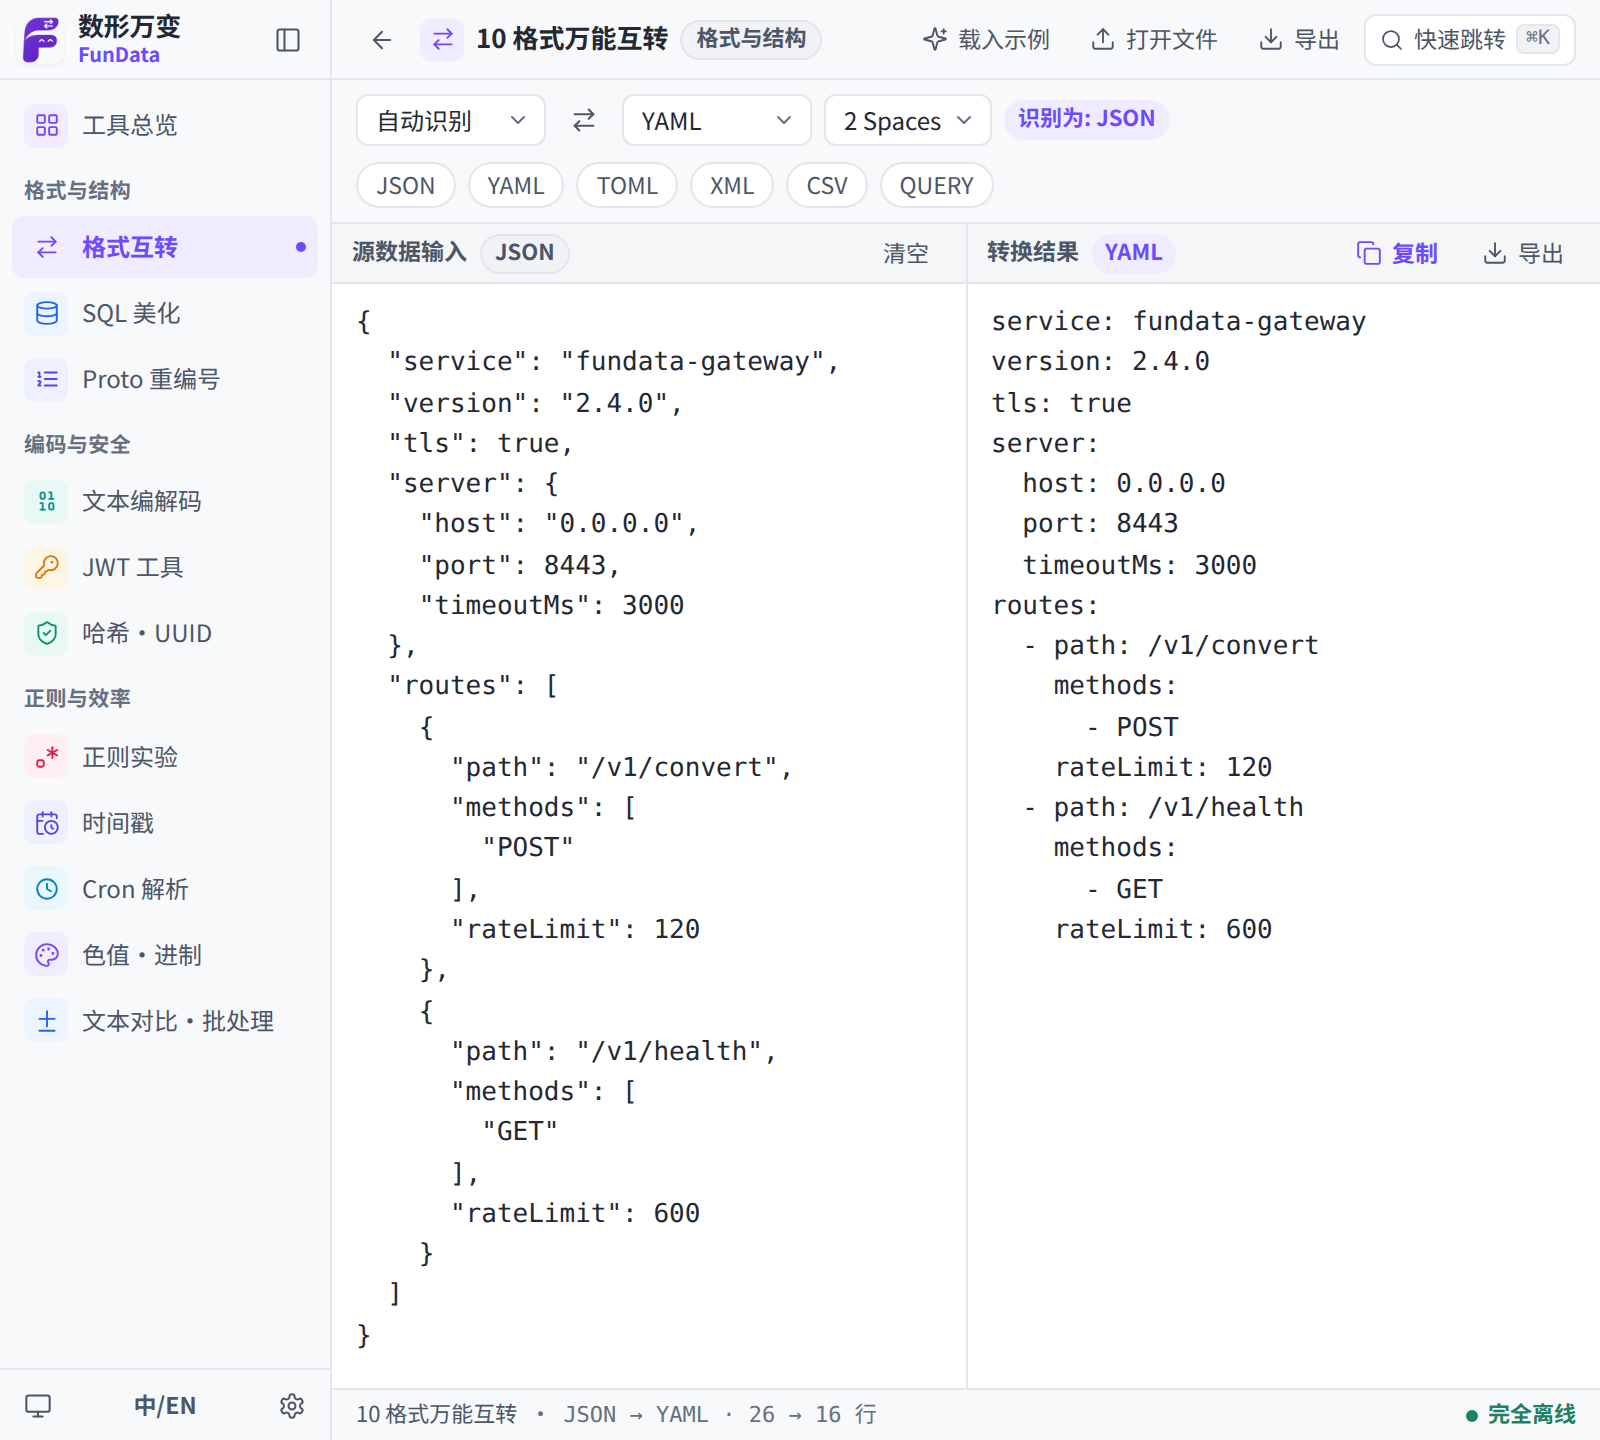 数形万变
FunData
10 格式万能互转 格式与结构 载入示例 打开文件 导出 快速跳转 ⌘K
工具总览
格式与结构
格式互转
SQL 美化
Proto 重编号
编码与安全
文本编解码
JWT 工具
哈希・UUID
正则与效率
正则实验
时间戳
Cron 解析
色值・进制
文本对比・批处理
中/EN
自动识别 YAML 2 Spaces 识别为: JSON
JSON YAML TOML XML CSV QUERY
源数据输入 JSON 清空
{
  "service": "fundata-gateway",
  "version": "2.4.0",
  "tls": true,
  "server": {
    "host": "0.0.0.0",
    "port": 8443,
    "timeoutMs": 3000
  },
  "routes": [
    {
      "path": "/v1/convert",
      "methods": [
        "POST"
      ],
      "rateLimit": 120
    },
    {
      "path": "/v1/health",
      "methods": [
        "GET"
      ],
      "rateLimit": 600
    }
  ]
}
转换结果 YAML 复制 导出
service: fundata-gateway
version: 2.4.0
tls: true
server:
  host: 0.0.0.0
  port: 8443
  timeoutMs: 3000
routes:
  - path: /v1/convert
    methods:
      - POST
    rateLimit: 120
  - path: /v1/health
    methods:
      - GET
    rateLimit: 600
10 格式万能互转 • JSON → YAML · 26 → 16 行
完全离线